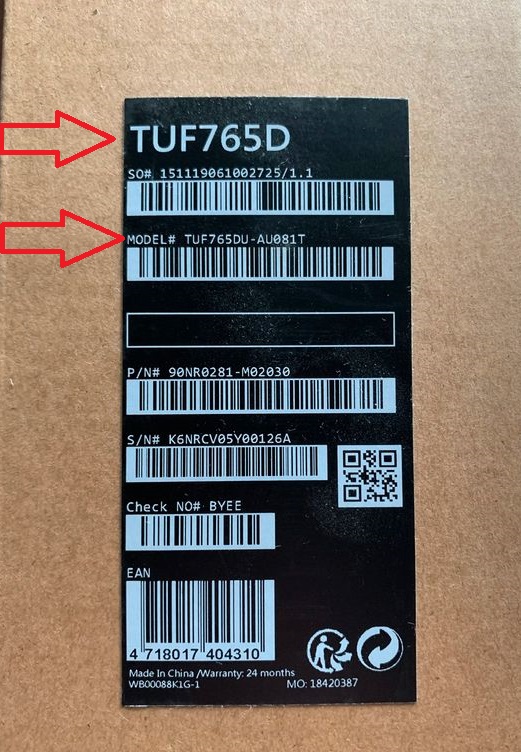 TUF765D
SO# 151119061002725/1.1
MODEL# TUF765DU-AU081T
P/N# 90NR0281-M02030
S/N# K6NRCV05Y00126A
Check NO# BYEE
EAN
4 718017 404310
Made In China /Warranty: 24 months
WB00088K1G-1 MO: 18420387